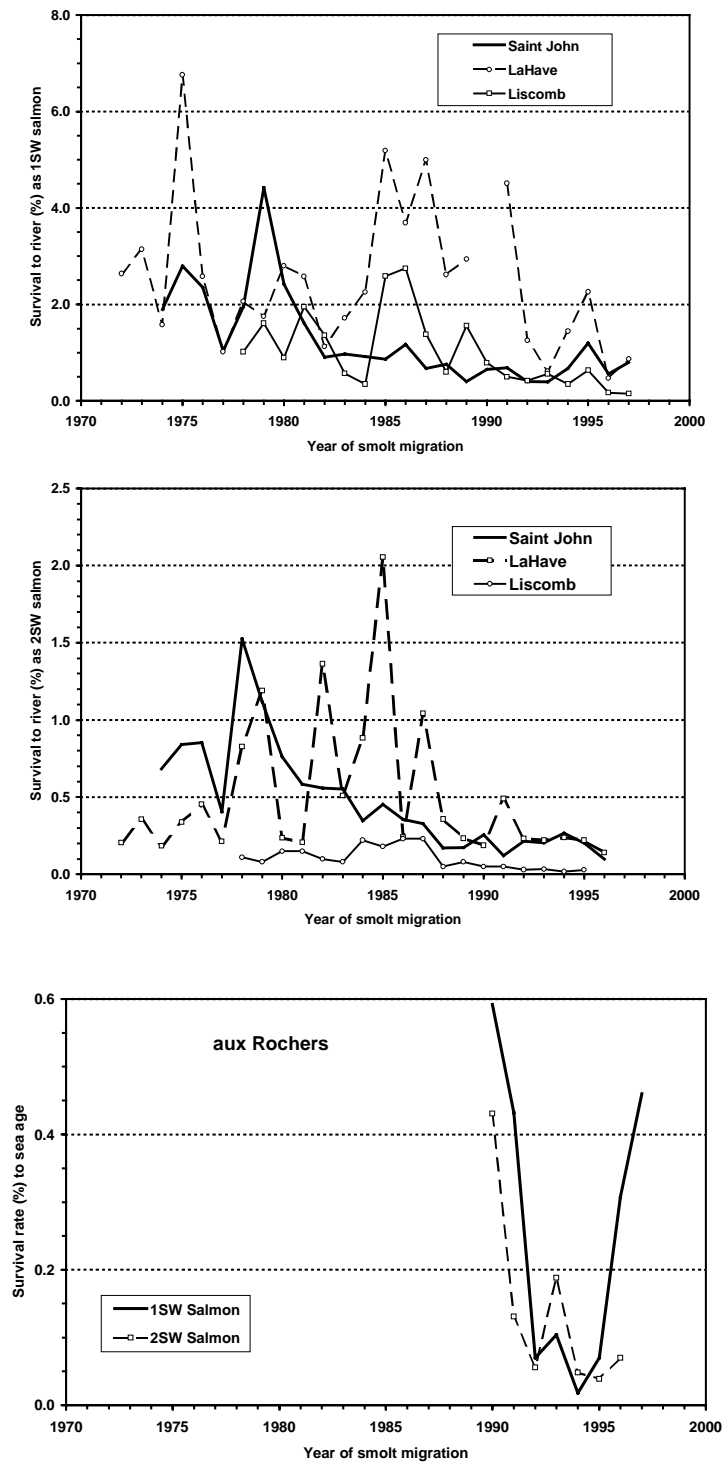 8.0
6.0
4.0
2.0
0.0
Survival to river (%) as 1SW salmon
Saint John
LaHave
Liscomb
1970 1975 1980 1985 1990 1995 2000
Year of smolt migration
2.5
2.0
1.5
1.0
0.5
0.0
Survival to river (%) as 2SW salmon
Saint John
LaHave
Liscomb
1970 1975 1980 1985 1990 1995 2000
Year of smolt migration
0.6
0.4
0.2
0.0
Survival rate (%) to sea age
aux Rochers
1SW Salmon
2SW Salmon
1970 1975 1980 1985 1990 1995 2000
Year of smolt migration